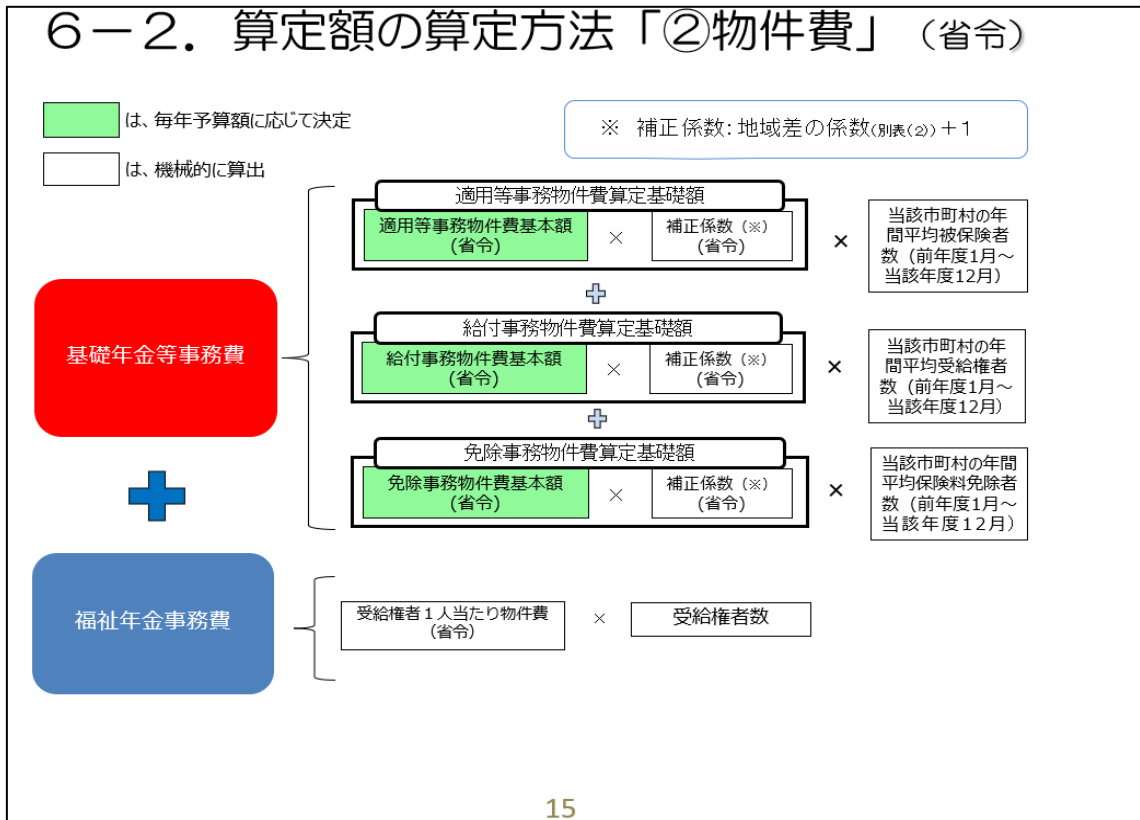 ６－２．算定額の算定方法「②物件費」（省令）
は、毎年予算額に応じて決定
は、機械的に算出
※ 補正係数：地域差の係数(別表(2))＋１
適用等事務物件費算定基礎額
適用等事務物件費基本額
(省令)
×
補正係数（※）
(省令)
×
当該市町村の年
間平均被保険者
数（前年度1月～
当該年度12月）
＋
給付事務物件費算定基礎額
給付事務物件費基本額
(省令)
×
補正係数（※）
(省令)
×
当該市町村の年
間平均受給権者
数（前年度1月～
当該年度12月）
＋
免除事務物件費算定基礎額
免除事務物件費基本額
(省令)
×
補正係数（※）
(省令)
×
当該市町村の年間
平均保険料免除者
数（前年度1月～
当該年度12月）
基礎年金等事務費
＋
福祉年金事務費
受給権者１人当たり物件費
(省令)
×
受給権者数
15